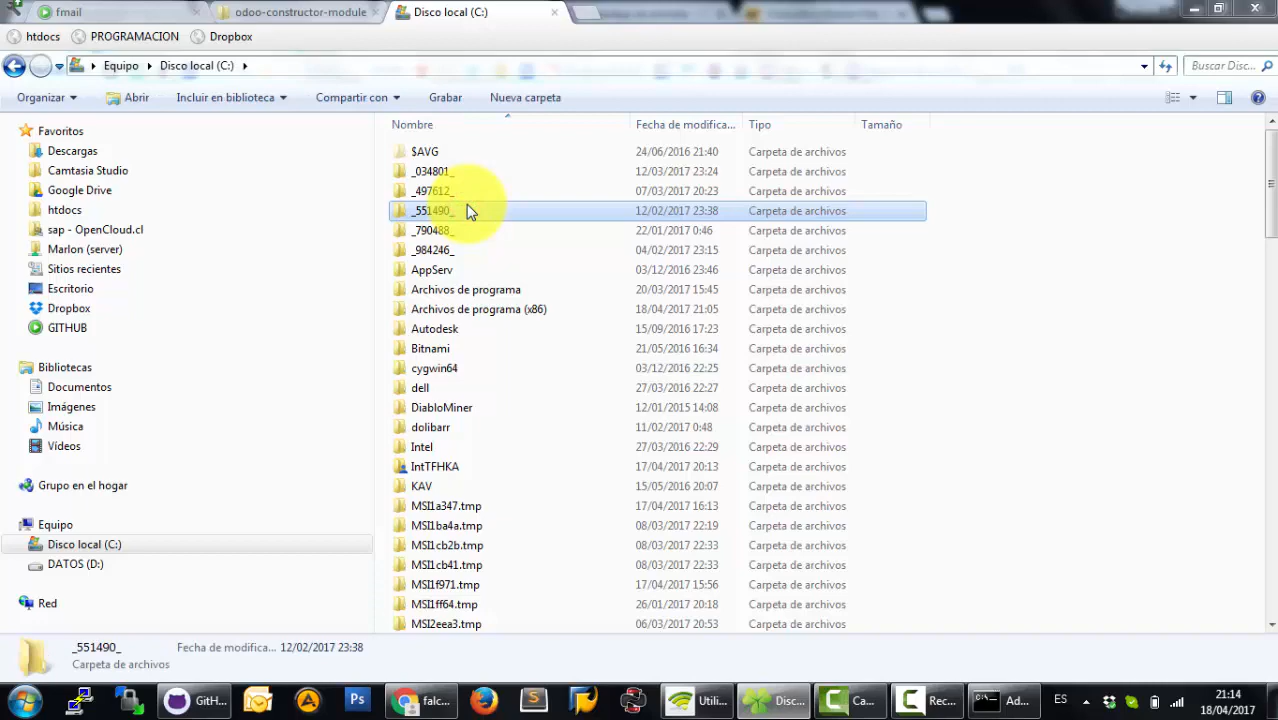 fmail
odoo-constructor-module
Disco local (C:)
htdocs PROGRAMACION Dropbox
Equipo Disco local (C:)
Buscar Disc...
Organizar Abrir Incluir en biblioteca Compartir con Grabar Nueva carpeta
Favoritos
Descargas
Camtasia Studio
Google Drive
htdocs
sap - OpenCloud.cl
Marlon (server)
Sitios recientes
Escritorio
Dropbox
GITHUB
Bibliotecas
Documentos
Imágenes
Música
Vídeos
Grupo en el hogar
Equipo
Disco local (C:)
DATOS (D:)
Red
Nombre Fecha de modifica... Tipo Tamaño
$AVG 24/06/2016 21:40 Carpeta de archivos
_034801_ 12/03/2017 23:24 Carpeta de archivos
_497612_ 07/03/2017 20:23 Carpeta de archivos
_551490_ 12/02/2017 23:38 Carpeta de archivos
_790488_ 22/01/2017 0:46 Carpeta de archivos
_984246_ 04/02/2017 23:15 Carpeta de archivos
AppServ 03/12/2016 23:46 Carpeta de archivos
Archivos de programa 20/03/2017 15:45 Carpeta de archivos
Archivos de programa (x86) 18/04/2017 21:05 Carpeta de archivos
Autodesk 15/09/2016 17:23 Carpeta de archivos
Bitnami 21/05/2016 16:34 Carpeta de archivos
cygwin64 03/12/2016 22:25 Carpeta de archivos
dell 27/03/2016 22:27 Carpeta de archivos
DiabloMiner 12/01/2015 14:08 Carpeta de archivos
dolibarr 11/02/2017 0:48 Carpeta de archivos
Intel 27/03/2016 22:29 Carpeta de archivos
IntTFHKA 17/04/2017 20:13 Carpeta de archivos
KAV 15/05/2016 20:07 Carpeta de archivos
MSI1a347.tmp 17/04/2017 16:13 Carpeta de archivos
MSI1ba4a.tmp 08/03/2017 22:19 Carpeta de archivos
MSI1cb2b.tmp 08/03/2017 22:33 Carpeta de archivos
MSI1cb41.tmp 08/03/2017 22:33 Carpeta de archivos
MSI1f971.tmp 17/04/2017 15:56 Carpeta de archivos
MSI1ff64.tmp 26/01/2017 20:18 Carpeta de archivos
MSI2eea3.tmp 06/03/2017 20:53 Carpeta de archivos
_551490_ Fecha de modifica... 12/02/2017 23:38
Carpeta de archivos
GitH... Ps falc... S Utili... Disc... Ca... Rec... Ad... ES
21:14
18/04/2017